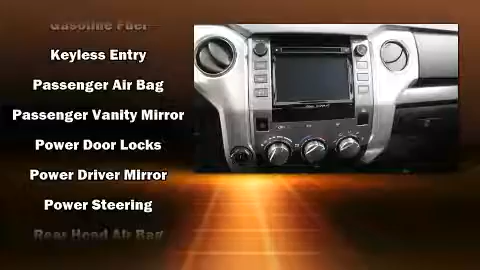 Gasoline Fuel
Keyless Entry
Passenger Air Bag
Passenger Vanity Mirror
Power Door Locks
Power Driver Mirror
Power Steering
Rear Head Air Bag